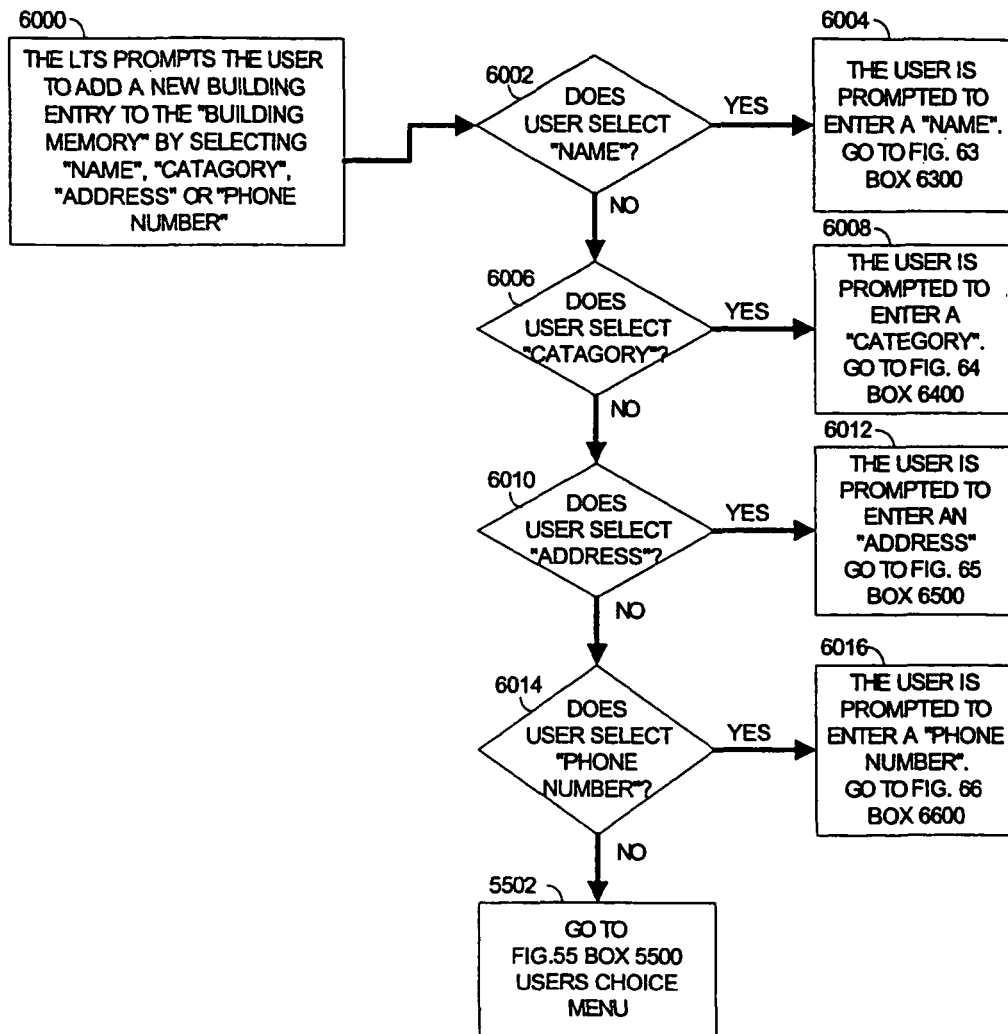 6000
THE LTS PROMPTS THE USER
TO ADD A NEW BUILDING
ENTRY TO THE "BUILDING
MEMORY" BY SELECTING
"NAME", "CATAGORY",
"ADDRESS" OR "PHONE
NUMBER"
6002
DOES
USER SELECT
"NAME"?
YES
NO
6004
THE USER IS
PROMPTED TO
ENTER A "NAME".
GO TO FIG. 63
BOX 6300
6006
DOES
USER SELECT
"CATAGORY"?
YES
NO
6008
THE USER IS
PROMPTED TO
ENTER A
"CATEGORY".
GO TO FIG. 64
BOX 6400
6010
DOES
USER SELECT
"ADDRESS"?
YES
NO
6012
THE USER IS
PROMPTED TO
ENTER AN
"ADDRESS"
GO TO FIG. 65
BOX 6500
6014
DOES
USER SELECT
"PHONE
NUMBER"?
YES
NO
6016
THE USER IS
PROMPTED TO
ENTER A "PHONE
NUMBER".
GO TO FIG. 66
BOX 6600
5502
GO TO
FIG.55 BOX 5500
USERS CHOICE
MENU